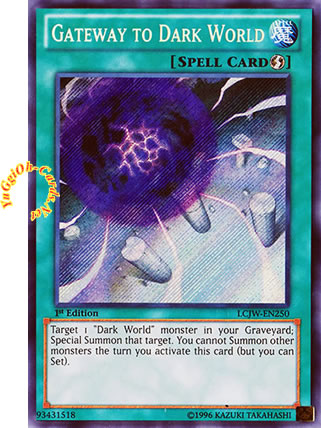 GATEWAY TO DARK WORLD
[SPELL CARD]
YuGgiOh-Cards.Net
1st Edition
LCJW-EN250
Target 1 "Dark World" monster in your Graveyard;
Special Summon that target. You cannot Summon other
monsters the turn you activate this card (but you can
Set).
93431518
©1996 KAZUKI TAKAHASHI